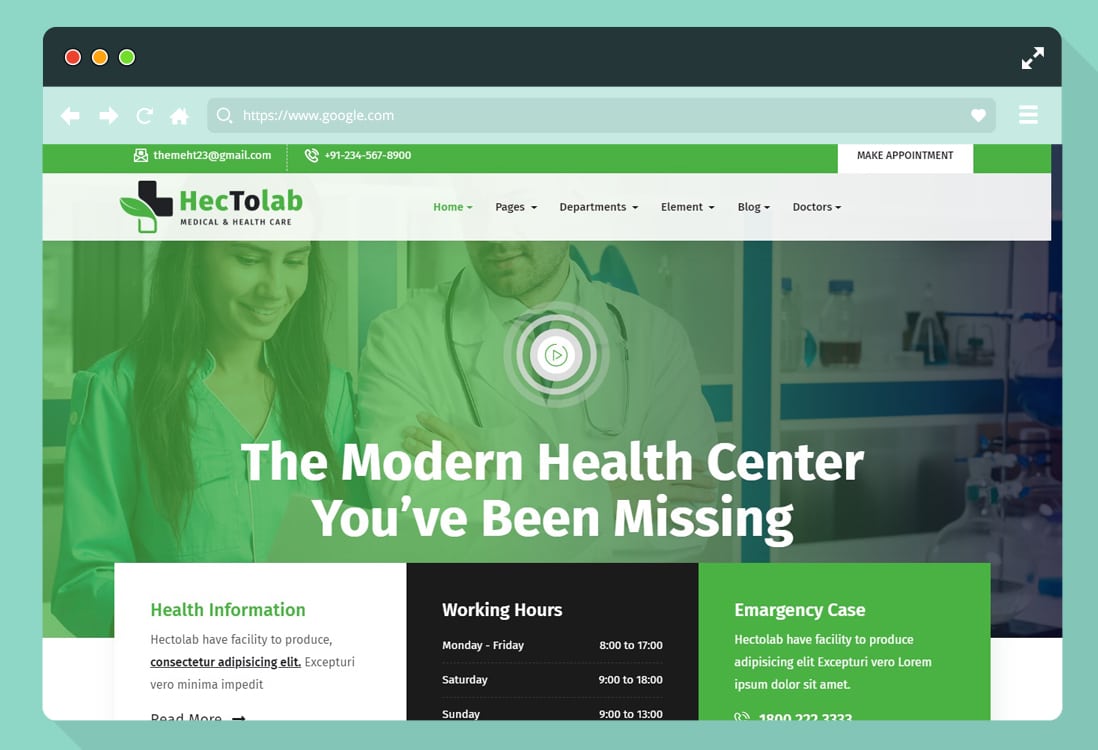 https://www.google.com
themeht23@gmail.com
+91-234-567-8900
MAKE APPOINTMENT
HecTolab
MEDICAL & HEALTH CARE
Home
Pages
Departments
Element
Blog
Doctors
The Modern Health Center
You’ve Been Missing
Health Information
Hectolab have facility to produce,
consectetur adipisicing elit. Excepturi
vero minima impedit
Read More
Working Hours
Monday - Friday 8:00 to 17:00
Saturday 9:00 to 18:00
Sunday 9:00 to 13:00
Emargency Case
Hectolab have facility to produce
adipisicing elit Excepturi vero Lorem
ipsum dolor sit amet.
1800 222 3333